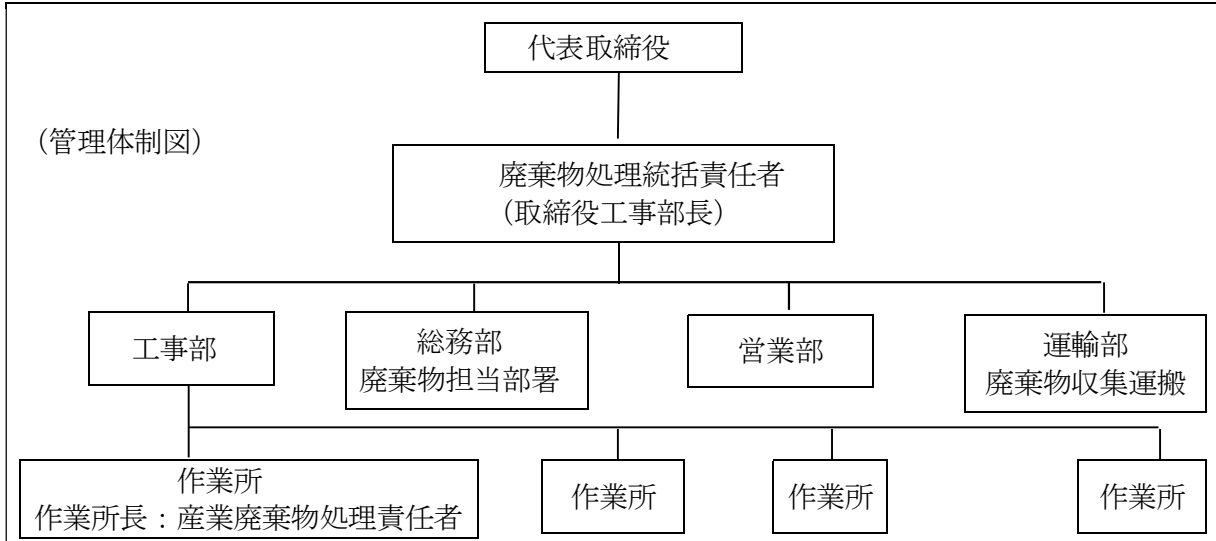 代表取締役
(管理体制図)
廃棄物処理統括責任者
(取締役工事部長)
工事部
総務部
廃棄物担当部署
営業部
運輸部
廃棄物収集運搬
作業所
作業所長:産業廃棄物処理責任者
作業所
作業所
作業所